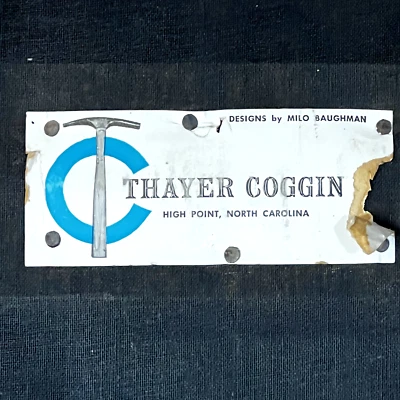 DESIGNS by MILO BAUGHMAN
THAYER COGGIN
HIGH POINT, NORTH CAROLINA